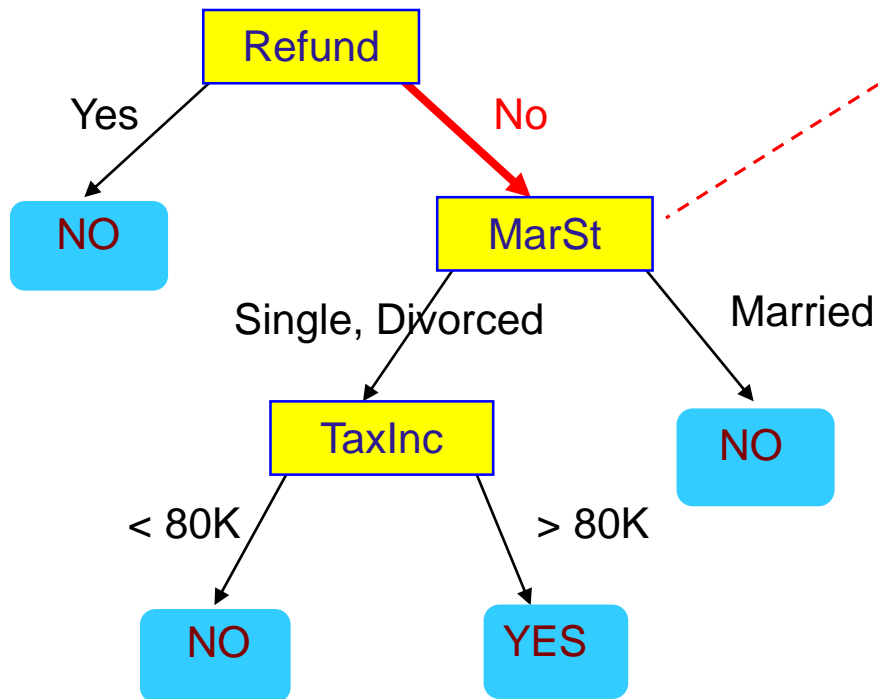 Refund
Yes
No
NO
MarSt
Single, Divorced
Married
TaxInc
NO
< 80K
> 80K
NO
YES